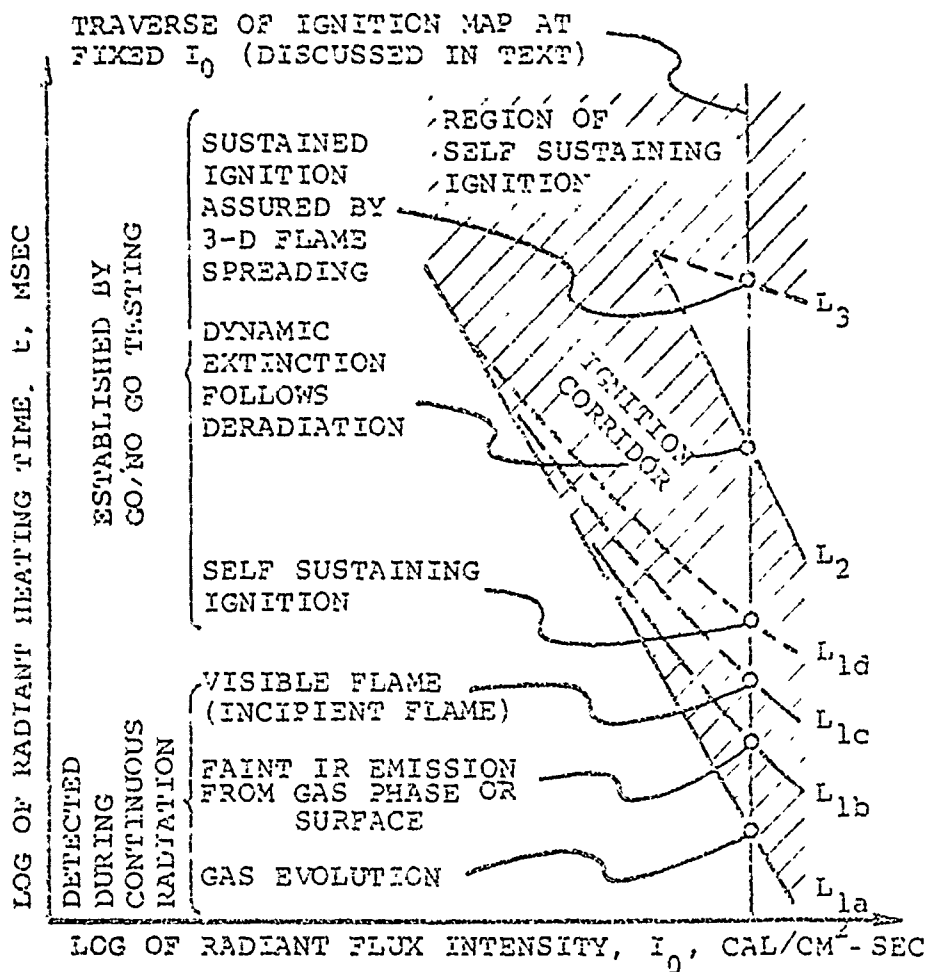 TRAVERSE OF IGNITION MAP AT
FIXED I0 (DISCUSSED IN TEXT)
REGION OF
SELF SUSTAINING
IGNITION
SUSTAINED
IGNITION
ASSURED BY
3-D FLAME
SPREADING
DYNAMIC
EXTINCTION
FOLLOWS
DERADIATION
SELF SUSTAINING
IGNITION
VISIBLE FLAME
(INCIPIENT FLAME)
FAINT IR EMISSION
FROM GAS PHASE OR
SURFACE
GAS EVOLUTION
IGNITION
CORRIDOR
L3
L2
L1d
L1c
L1b
L1a
ESTABLISHED BY
GO/NO GO TESTING
DETECTED
DURING
CONTINUOUS
RADIATION
LOG OF RADIANT HEATING TIME, t, MSEC
LOG OF RADIANT FLUX INTENSITY, I0, CAL/CM2-SEC